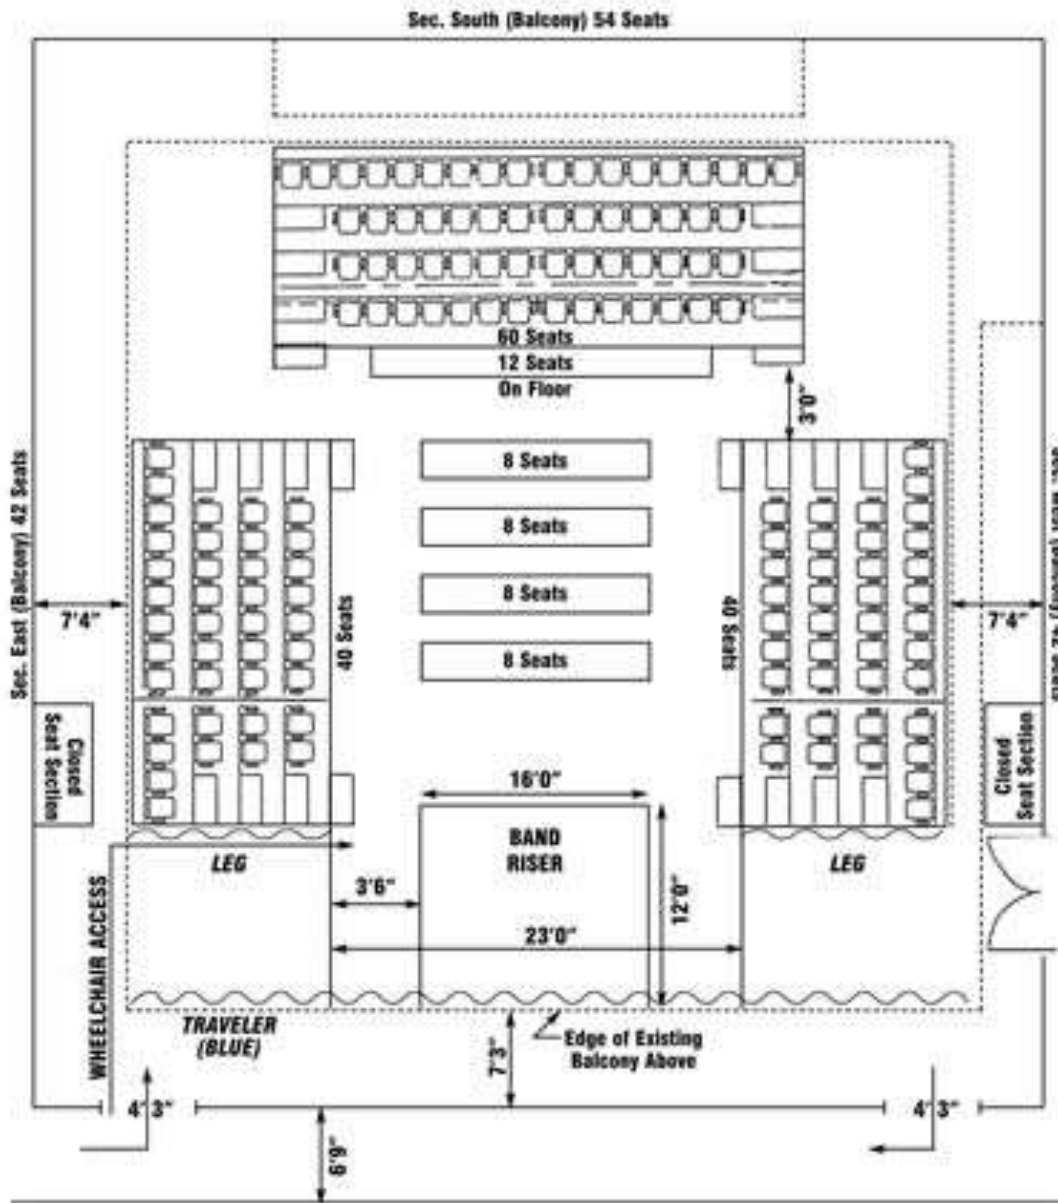 Sec. South (Balcony) 54 Seats
60 Seats
12 Seats
On Floor
3'0"
8 Seats
8 Seats
8 Seats
8 Seats
Sec. East (Balcony) 42 Seats
7'4"
40 Seats
40 Seats
7'4"
Closed
Seat Section
Closed
Seat Section
16'0"
BAND
RISER
LEG
LEG
3'6"
12'0"
23'0"
WHEELCHAIR ACCESS
TRAVELER
(BLUE)
7'3"
Edge of Existing
Balcony Above
4' 3"
4' 3"
6'9"